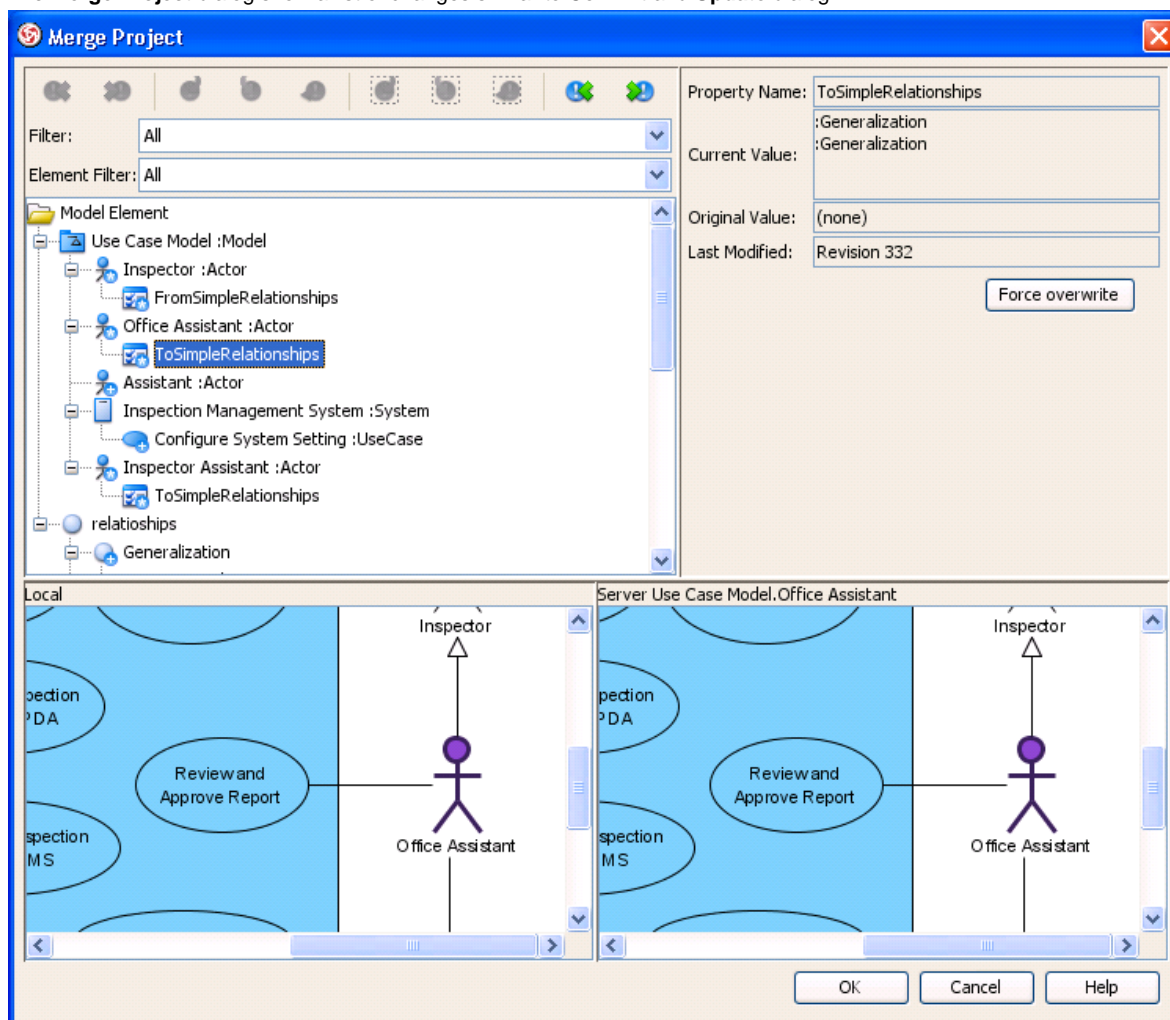 Merge Project
Filter: All
Element Filter: All
Model Element
Use Case Model :Model
Inspector :Actor
FromSimpleRelationships
Office Assistant :Actor
ToSimpleRelationships
Assistant :Actor
Inspection Management System :System
Configure System Setting :UseCase
Inspector Assistant :Actor
ToSimpleRelationships
relatioships
Generalization
Property Name: ToSimpleRelationships
Current Value: :Generalization
:Generalization
Original Value: (none)
Last Modified: Revision 332
Force overwrite
Local
Inspector
pection
PDA
Review and
Approve Report
Office Assistant
spection
MS
Server Use Case Model.Office Assistant
Inspector
pection
PDA
Review and
Approve Report
Office Assistant
spection
MS
OK
Cancel
Help